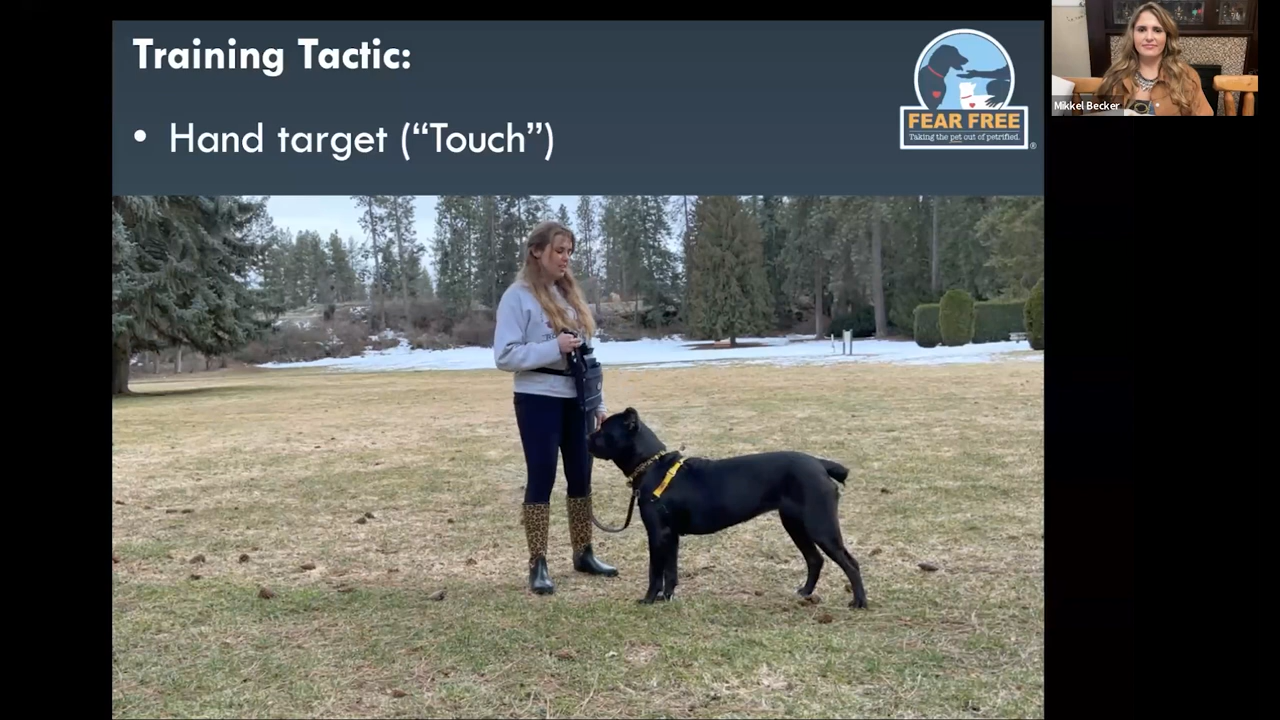 Training Tactic:
• Hand target (“Touch”)
FEAR FREE
Taking the pet out of petrified.
®
Mikkel Becker